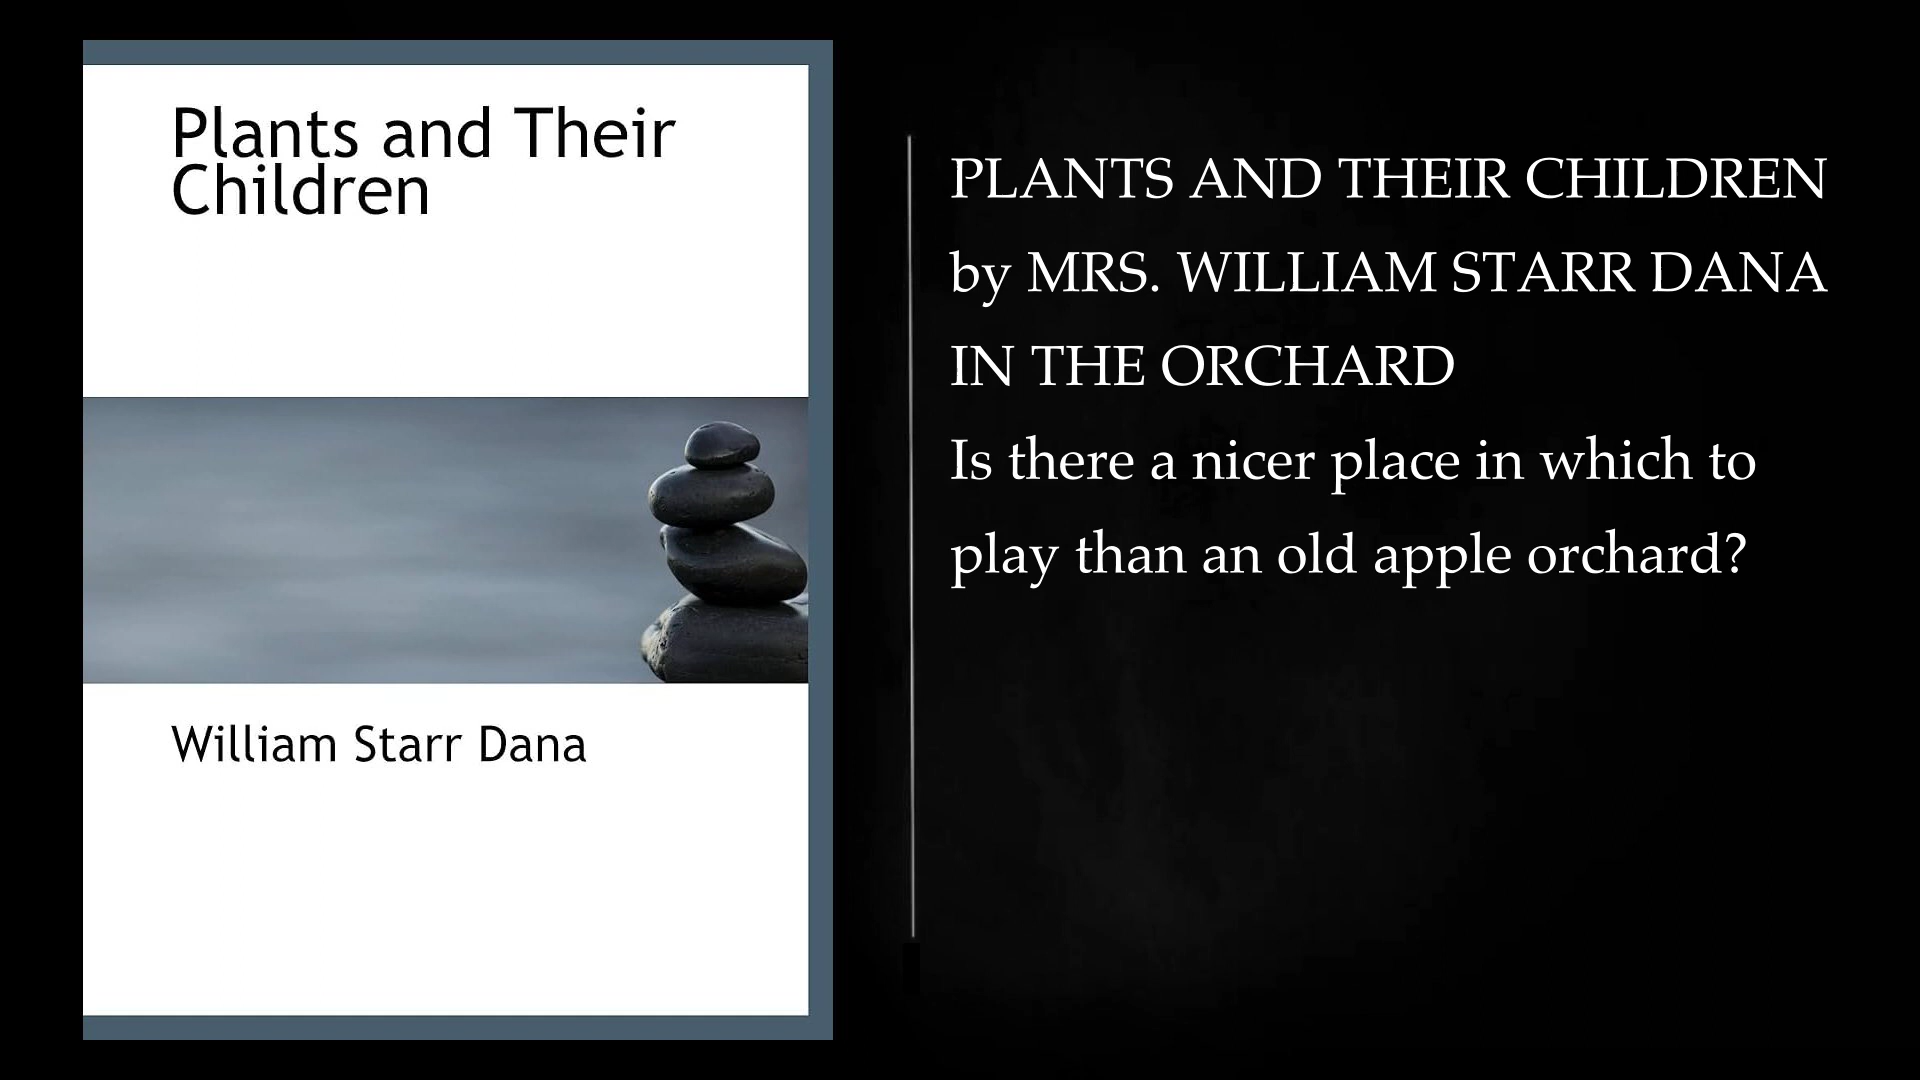 Plants and Their
Children
William Starr Dana
PLANTS AND THEIR CHILDREN
by MRS. WILLIAM STARR DANA
IN THE ORCHARD
Is there a nicer place in which to
play than an old apple orchard?